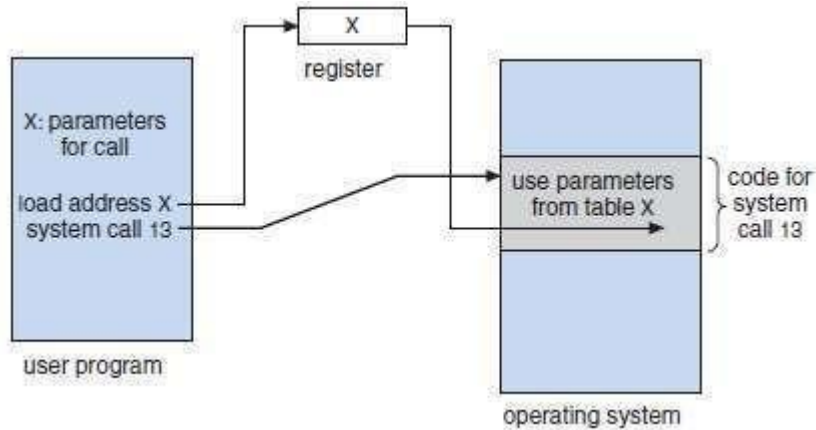 X
register
X: parameters
for call
load address X
system call 13
user program
use parameters
from table X
code for
system
call 13
operating system